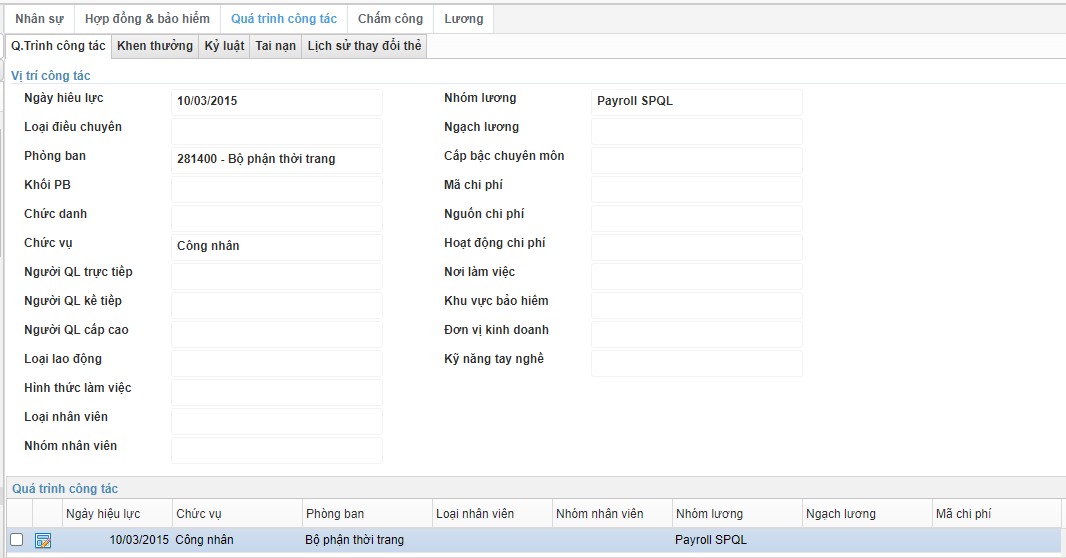 Nhân sự Hợp đồng & bảo hiểm Quá trình công tác Chấm công Lương
Q.Trình công tác Khen thưởng Kỷ luật Tai nạn Lịch sử thay đổi thẻ
Vị trí công tác
Ngày hiêu lực 10/03/2015 Nhóm lương Payroll SPQL
Loại điều chuyên Ngạch lương
Phòng ban 281400 - Bộ phận thời trang Cấp bậc chuyên môn
Khối PB Mã chi phí
Chức danh Nguồn chi phí
Chức vụ Công nhân Hoạt động chi phí
Người QL trực tiếp Nơi làm việc
Người QL kế tiếp Khu vực bảo hiêm
Người QL cấp cao Đơn vị kinh doanh
Loại lao động Kỹ năng tay nghề
Hình thức làm việc
Loại nhân viên
Nhóm nhân viên
Quá trình công tác
Ngày hiệu lực Chức vụ Phòng ban Loại nhân viên Nhóm nhân viên Nhóm lương Ngạch lương Mã chi phí
10/03/2015 Công nhân Bộ phận thời trang Payroll SPQL